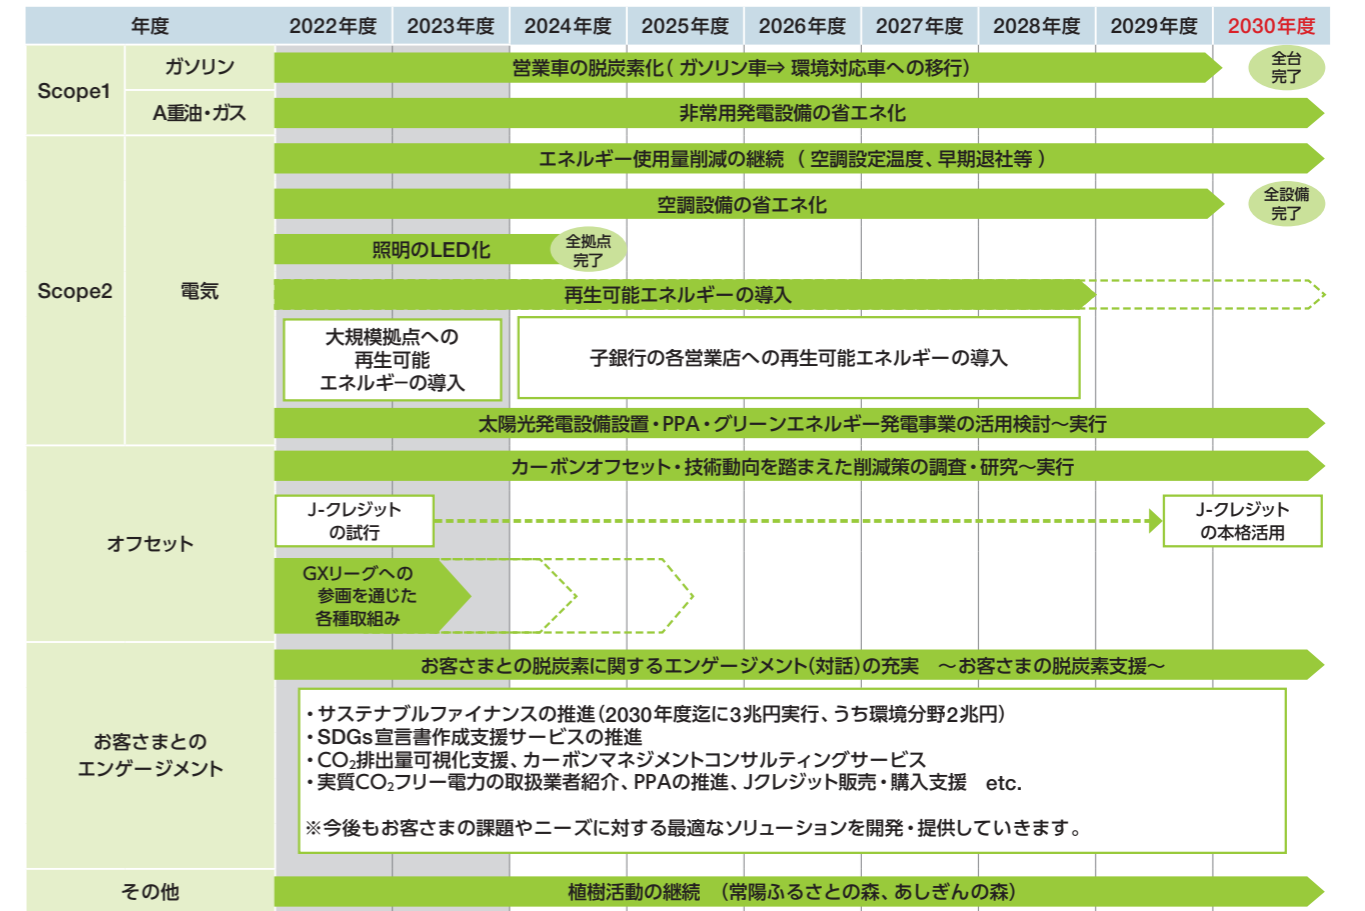 年度 2022年度 2023年度 2024年度 2025年度 2026年度 2027年度 2028年度 2029年度 2030年度
Scope1
ガソリン
営業車の脱炭素化(ガソリン車⇒環境対応車への移行)
全台
完了
A重油・ガス
非常用発電設備の省エネ化
Scope2
電気
エネルギー使用量削減の継続 (空調設定温度、早期退社等)
空調設備の省エネ化
全設備
完了
照明のLED化
全拠点
完了
再生可能エネルギーの導入
大規模拠点への
再生可能
エネルギーの導入
子銀行の各営業店への再生可能エネルギーの導入
太陽光発電設備設置・PPA・グリーンエネルギー発電事業の活用検討～実行
オフセット
カーボンオフセット・技術動向を踏まえた削減策の調査・研究～実行
J-クレジット
の試行
J-クレジット
の本格活用
GXリーグへの
参画を通じた
各種取組み
お客さまとの
エンゲージメント
お客さまとの脱炭素に関するエンゲージメント(対話)の充実 ～お客さまの脱炭素支援～
・サステナブルファイナンスの推進(2030年度迄に3兆円実行、うち環境分野2兆円)
・SDGs宣言書作成支援サービスの推進
・CO₂排出量可視化支援、カーボンマネジメントコンサルティングサービス
・実質CO₂フリー電力の取扱業者紹介、PPAの推進、Jクレジット販売・購入支援 etc.
※今後もお客さまの課題やニーズに対する最適なソリューションを開発・提供していきます。
その他
植樹活動の継続 (常陽ふるさとの森、あしぎんの森)